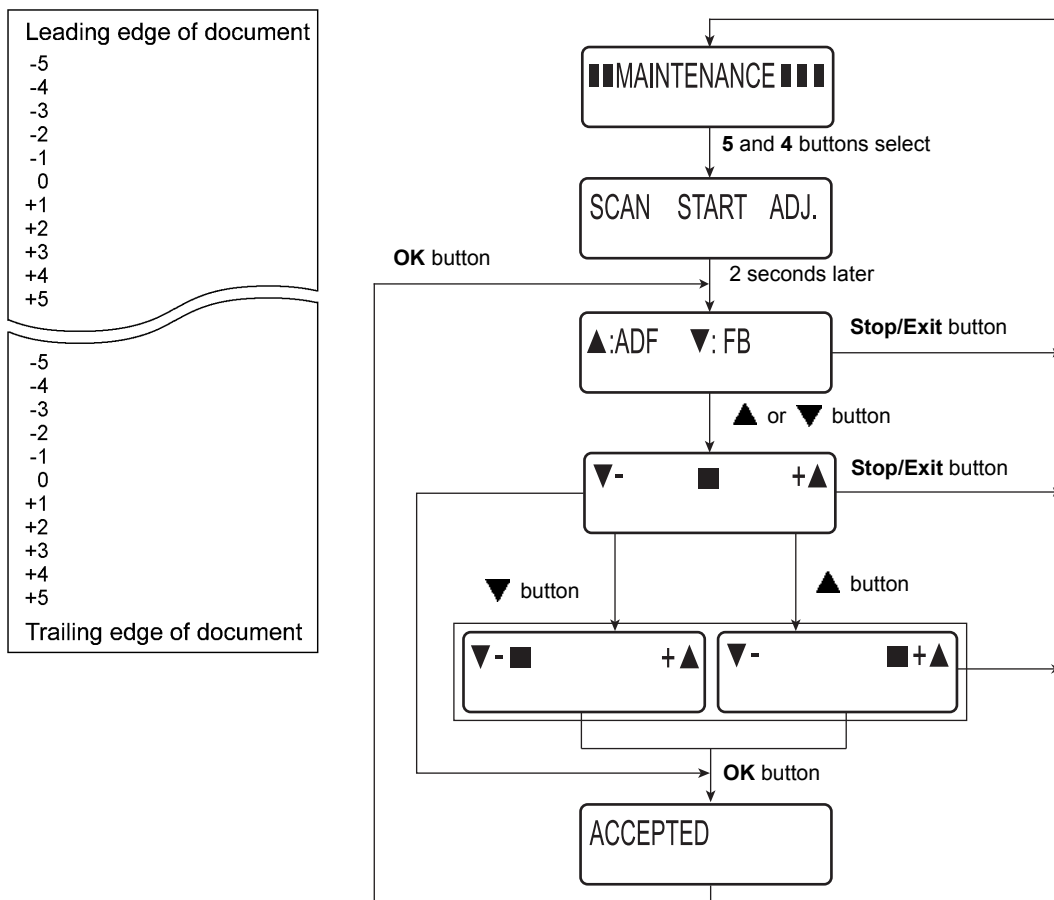 Leading edge of document
-5
-4
-3
-2
-1
0
+1
+2
+3
+4
+5
-5
-4
-3
-2
-1
0
+1
+2
+3
+4
+5
Trailing edge of document
■■MAINTENANCE■■■
5 and 4 buttons select
SCAN START ADJ.
OK button
2 seconds later
▲:ADF ▼: FB
Stop/Exit button
▲ or ▼ button
▼- ■ +▲
Stop/Exit button
▼ button
▲ button
▼-■ +▲
▼- ■+▲
OK button
ACCEPTED